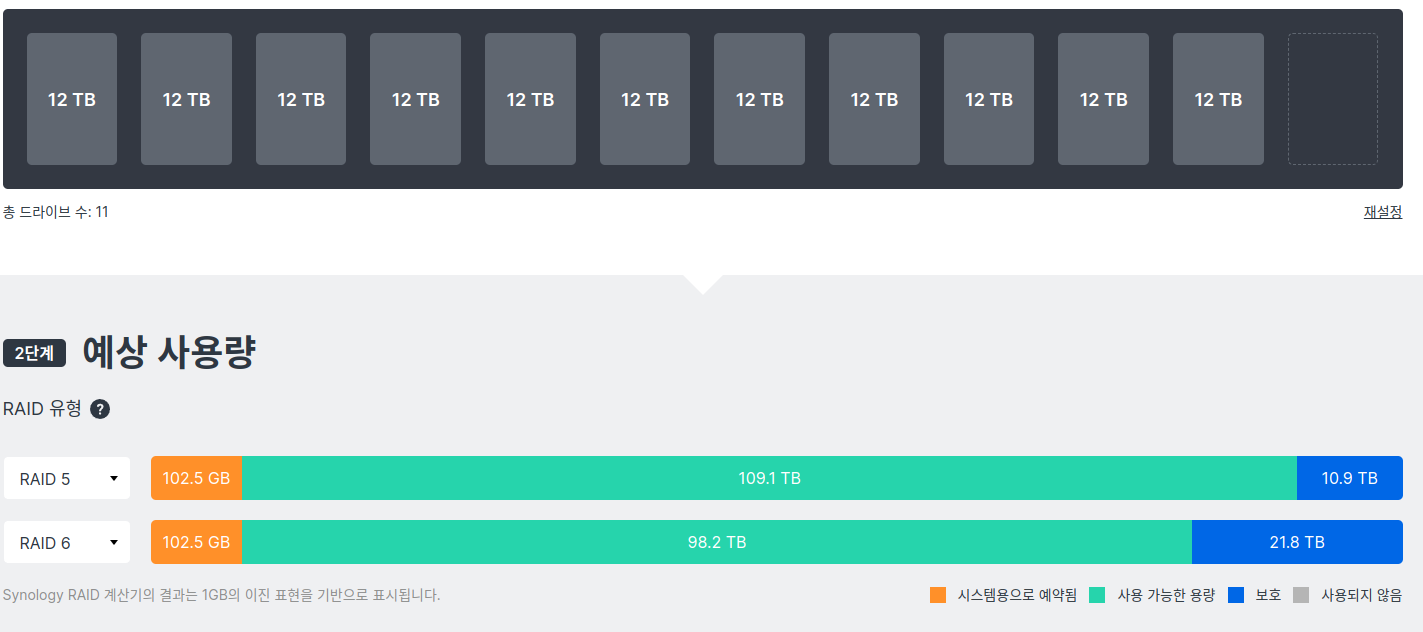 12 TB 12 TB 12 TB 12 TB 12 TB 12 TB 12 TB 12 TB 12 TB 12 TB 12 TB
총 드라이브 수: 11 재설정
2단계 예상 사용량
RAID 유형 ?
RAID 5 102.5 GB 109.1 TB 10.9 TB
RAID 6 102.5 GB 98.2 TB 21.8 TB
Synology RAID 계산기의 결과는 1GB의 이진 표현을 기반으로 표시됩니다. 시스템용으로 예약됨 사용 가능한 용량 보호 사용되지 않음